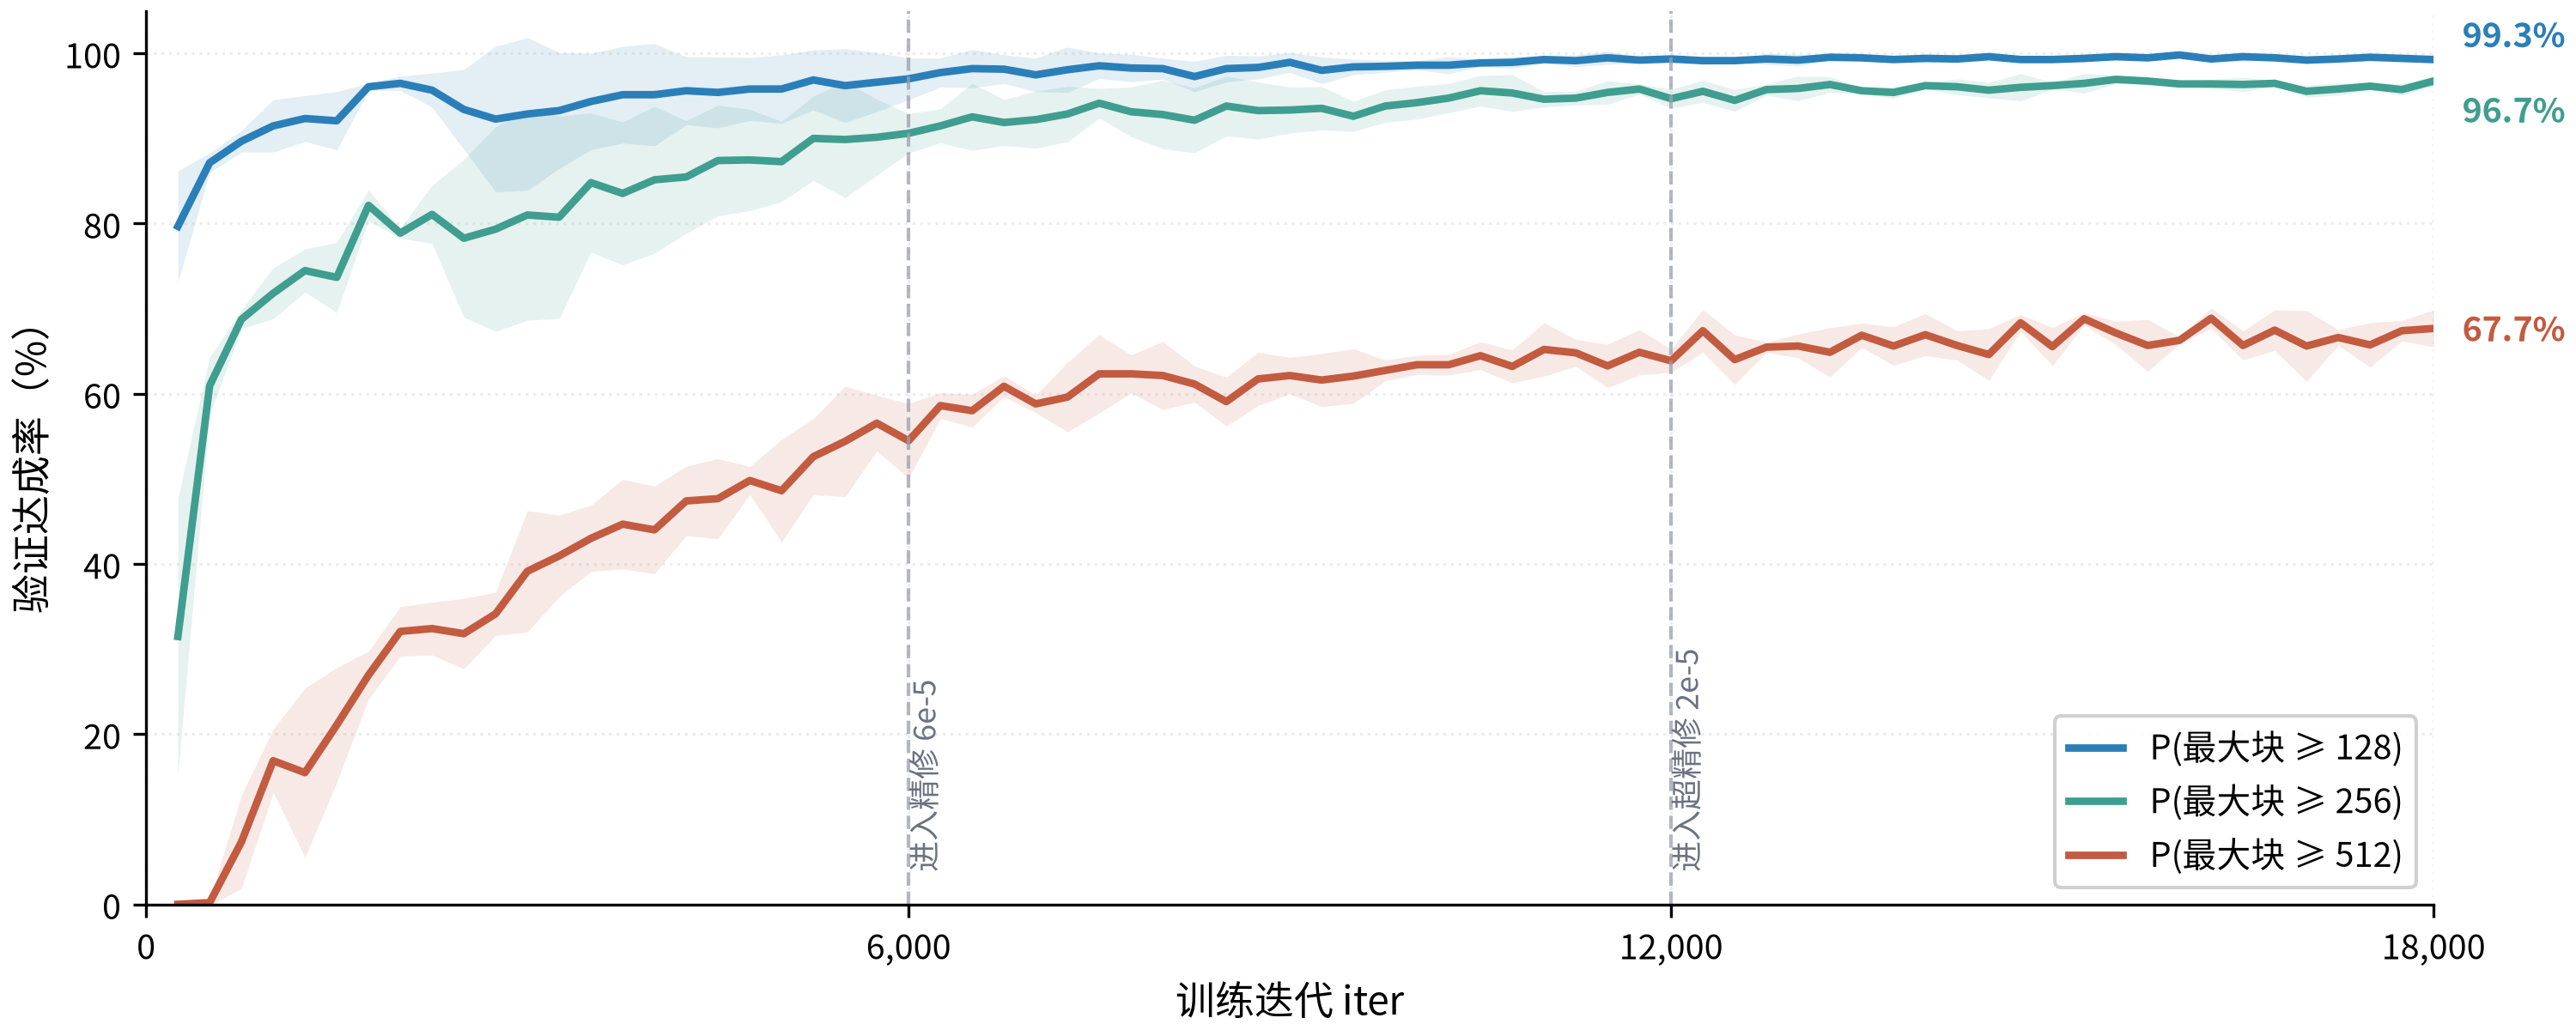 验证达成率（%）
100
80
60
40
20
0
99.3%
96.7%
67.7%
进入精修 6e-5
进入超精修 2e-5
P(最大块 ⩾ 128)
P(最大块 ⩾ 256)
P(最大块 ⩾ 512)
0
6,000
12,000
18,000
训练迭代 iter